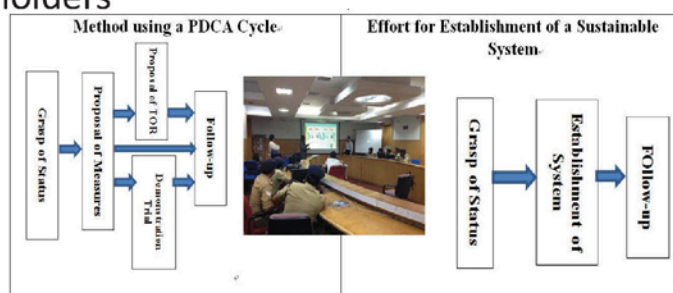 holders
Method using a PDCA Cycle
Grasp of Status
Proposal of Measures
Proposal of TOR
Demonstration
Trial
Follow-up
Effort for Establishment of a Sustainable
System
Grasp of Status
Establishment of
System
FOllow-up